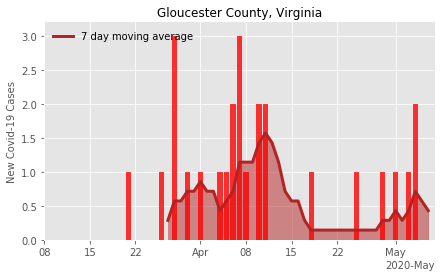 Gloucester County, Virginia
7 day moving average
New Covid-19 Cases
3.0
2.5
2.0
1.5
1.0
0.5
0.0
08 15 22 Apr 08 15 22 May
2020-May